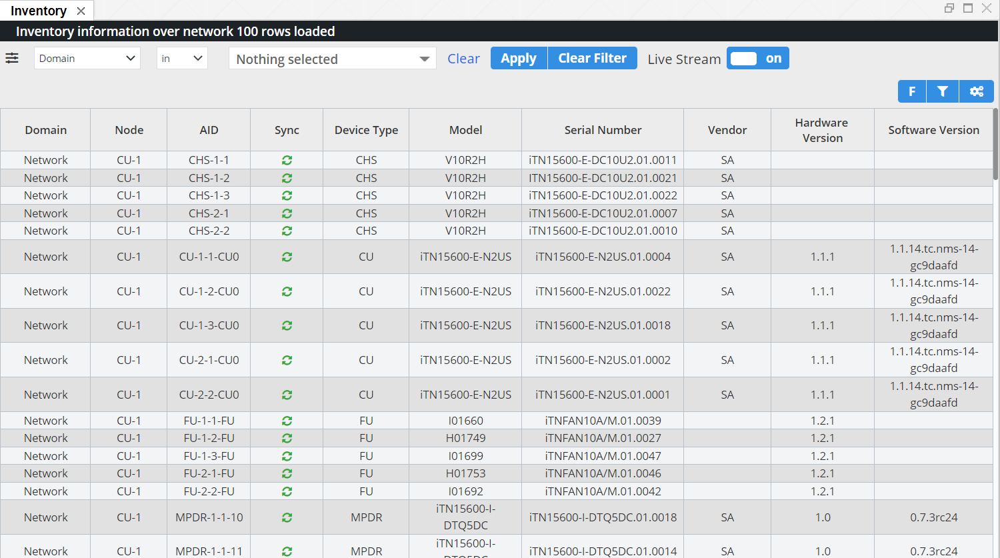 Inventory
Inventory information over network 100 rows loaded
Domain in Nothing selected Clear Apply Clear Filter Live Stream on
F
Domain Node AID Sync Device Type Model Serial Number Vendor Hardware Version Software Version
Network CU-1 CHS-1-1 CHS V10R2H iTN15600-E-DC10U2.01.0011 SA
Network CU-1 CHS-1-2 CHS V10R2H ITN15600-E-DC10U2.01.0021 SA
Network CU-1 CHS-1-3 CHS V10R2H iTN15600-E-DC10U2.01.0022 SA
Network CU-1 CHS-2-1 CHS V10R2H iTN15600-E-DC10U2.01.0007 SA
Network CU-1 CHS-2-2 CHS V10R2H iTN15600-E-DC10U2.01.0010 SA
Network CU-1 CU-1-1-CU0 CU iTN15600-E-N2US iTN15600-E-N2US.01.0004 SA 1.1.1 1.1.14.tc.nms-14-
gc9daafd
Network CU-1 CU-1-2-CU0 CU iTN15600-E-N2US iTN15600-E-N2US.01.0022 SA 1.1.1 1.1.14.tc.nms-14-
gc9daafd
Network CU-1 CU-1-3-CU0 CU iTN15600-E-N2US iTN15600-E-N2US.01.0018 SA 1.1.1 1.1.14.tc.nms-14-
gc9daafd
Network CU-1 CU-2-1-CU0 CU iTN15600-E-N2US iTN15600-E-N2US.01.0002 SA 1.1.1 1.1.14.tc.nms-14-
gc9daafd
Network CU-1 CU-2-2-CU0 CU iTN15600-E-N2US iTN15600-E-N2US.01.0001 SA 1.1.1 1.1.14.tc.nms-14-
gc9daafd
Network CU-1 FU-1-1-FU FU I01660 iTNFAN10A/M.01.0039 1.2.1
Network CU-1 FU-1-2-FU FU H01749 iTNFAN10A/M.01.0027 1.2.1
Network CU-1 FU-1-3-FU FU I01699 iTNFAN10A/M.01.0047 1.2.1
Network CU-1 FU-2-1-FU FU H01753 iTNFAN10A/M.01.0046 1.2.1
Network CU-1 FU-2-2-FU FU I01692 iTNFAN10A/M.01.0042 1.2.1
Network CU-1 MPDR-1-1-10 MPDR iTN15600-I-
DTQ5DC iTN15600-I-DTQ5DC.01.0018 SA 1.0 0.7.3rc24
Network CU-1 MPDR-1-1-11 MPDR iTN15600-I-
iTN15600-I-DTQ5DC.01.0014 SA 1.0 0.7.3rc24